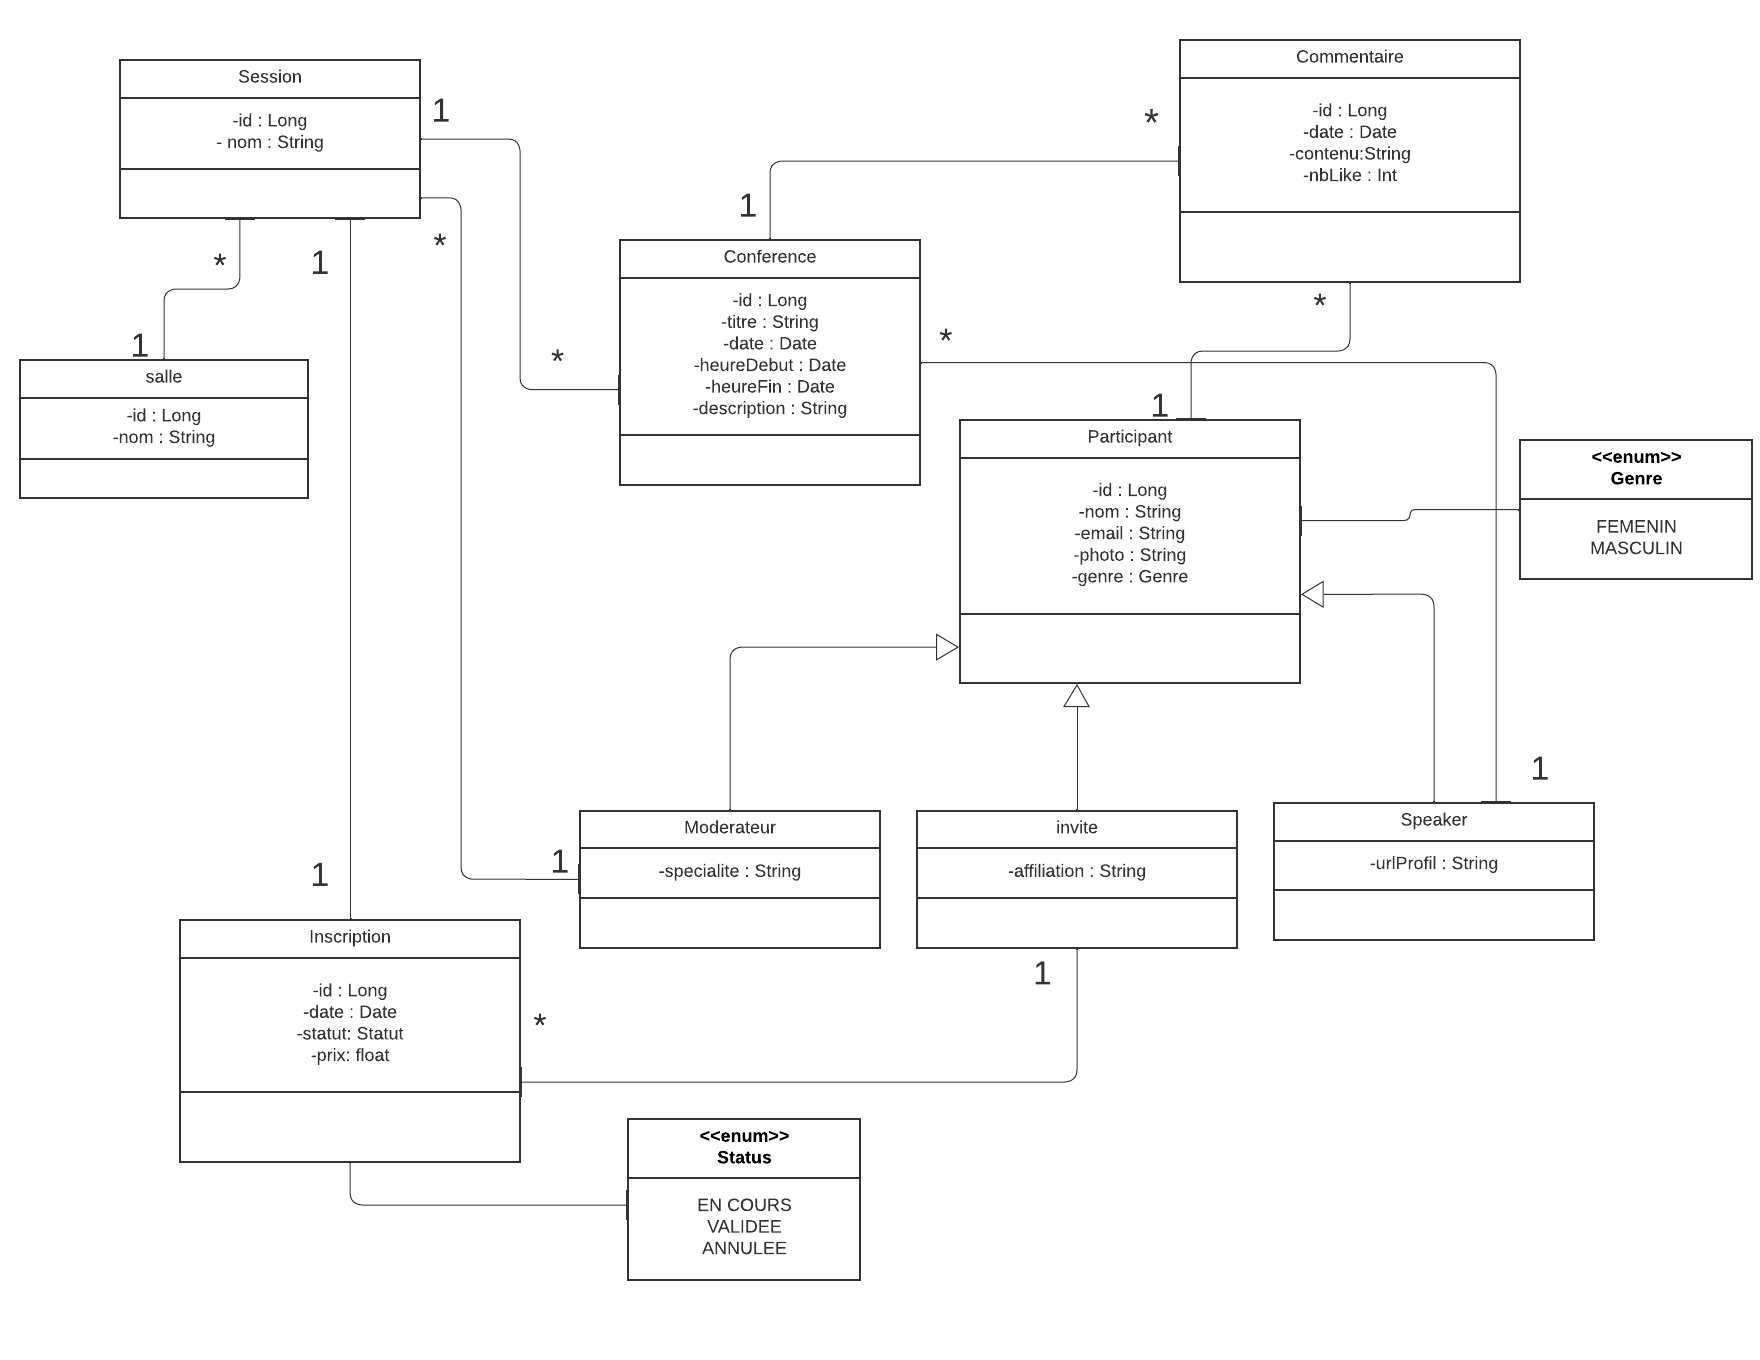 Session
-id : Long
- nom : String
1
*
*
1
1
salle
-id : Long
-nom : String
Commentaire
-id : Long
-date : Date
-contenu:String
-nbLike : Int
*
1
*
Conference
-id : Long
-titre : String
-date : Date
-heureDebut : Date
-heureFin : Date
-description : String
*
*
1
Participant
-id : Long
-nom : String
-email : String
-photo : String
-genre : Genre
<<enum>>
Genre
FEMENIN
MASCULIN
1
1
Moderateur
-specialite : String
invite
-affiliation : String
Speaker
-urlProfil : String
1
Inscription
-id : Long
-date : Date
-statut: Statut
-prix: float
*
1
<<enum>>
Status
EN COURS
VALIDEE
ANNULEE